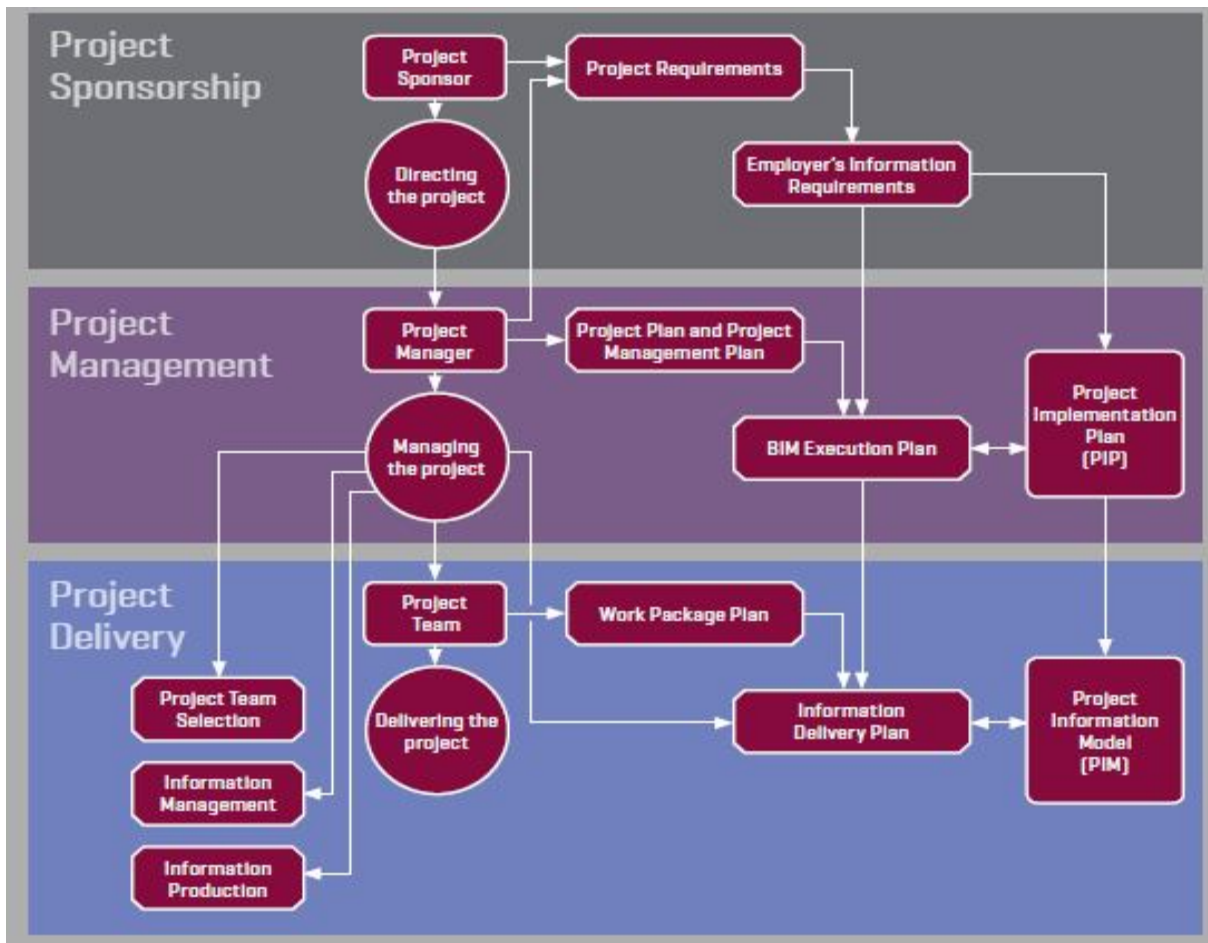 Project
Sponsorship
Project
Sponsor
Project Requirements
Directing
the project
Employer's Information
Requirements
Project
Management
Project
Manager
Project Plan and Project
Management Plan
Managing
the project
BIM Execution Plan
Project
Implementation
Plan
(PIP)
Project
Delivery
Project
Team
Work Package Plan
Project Team
Selection
Delivering the
project
Information
Delivery Plan
Project
Information
Model
(PIM)
Information
Management
Information
Production